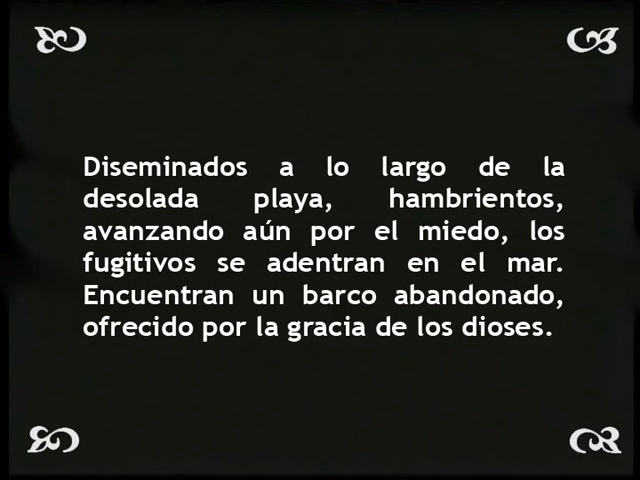 Diseminados a lo largo de la
desolada playa, hambrientos,
avanzando aún por el miedo, los
fugitivos se adentran en el mar.
Encuentran un barco abandonado,
ofrecido por la gracia de los dioses.